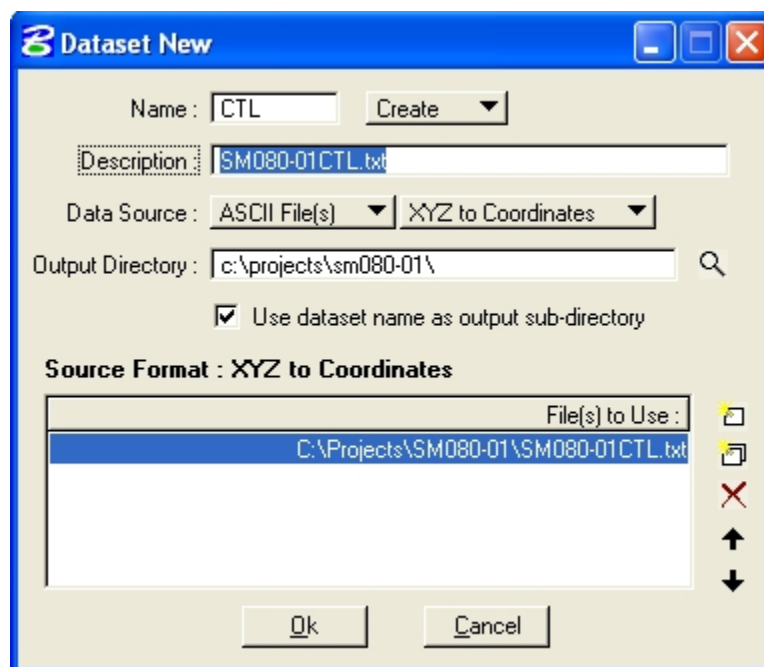 Dataset New
Name : CTL Create
Description : SM080-01CTL.txt
Data Source : ASCII File(s) XYZ to Coordinates
Output Directory : c:\projects\sm080-01\
Use dataset name as output sub-directory
Source Format : XYZ to Coordinates
File(s) to Use :
C:\Projects\SM080-01\SM080-01CTL.txt
Ok Cancel